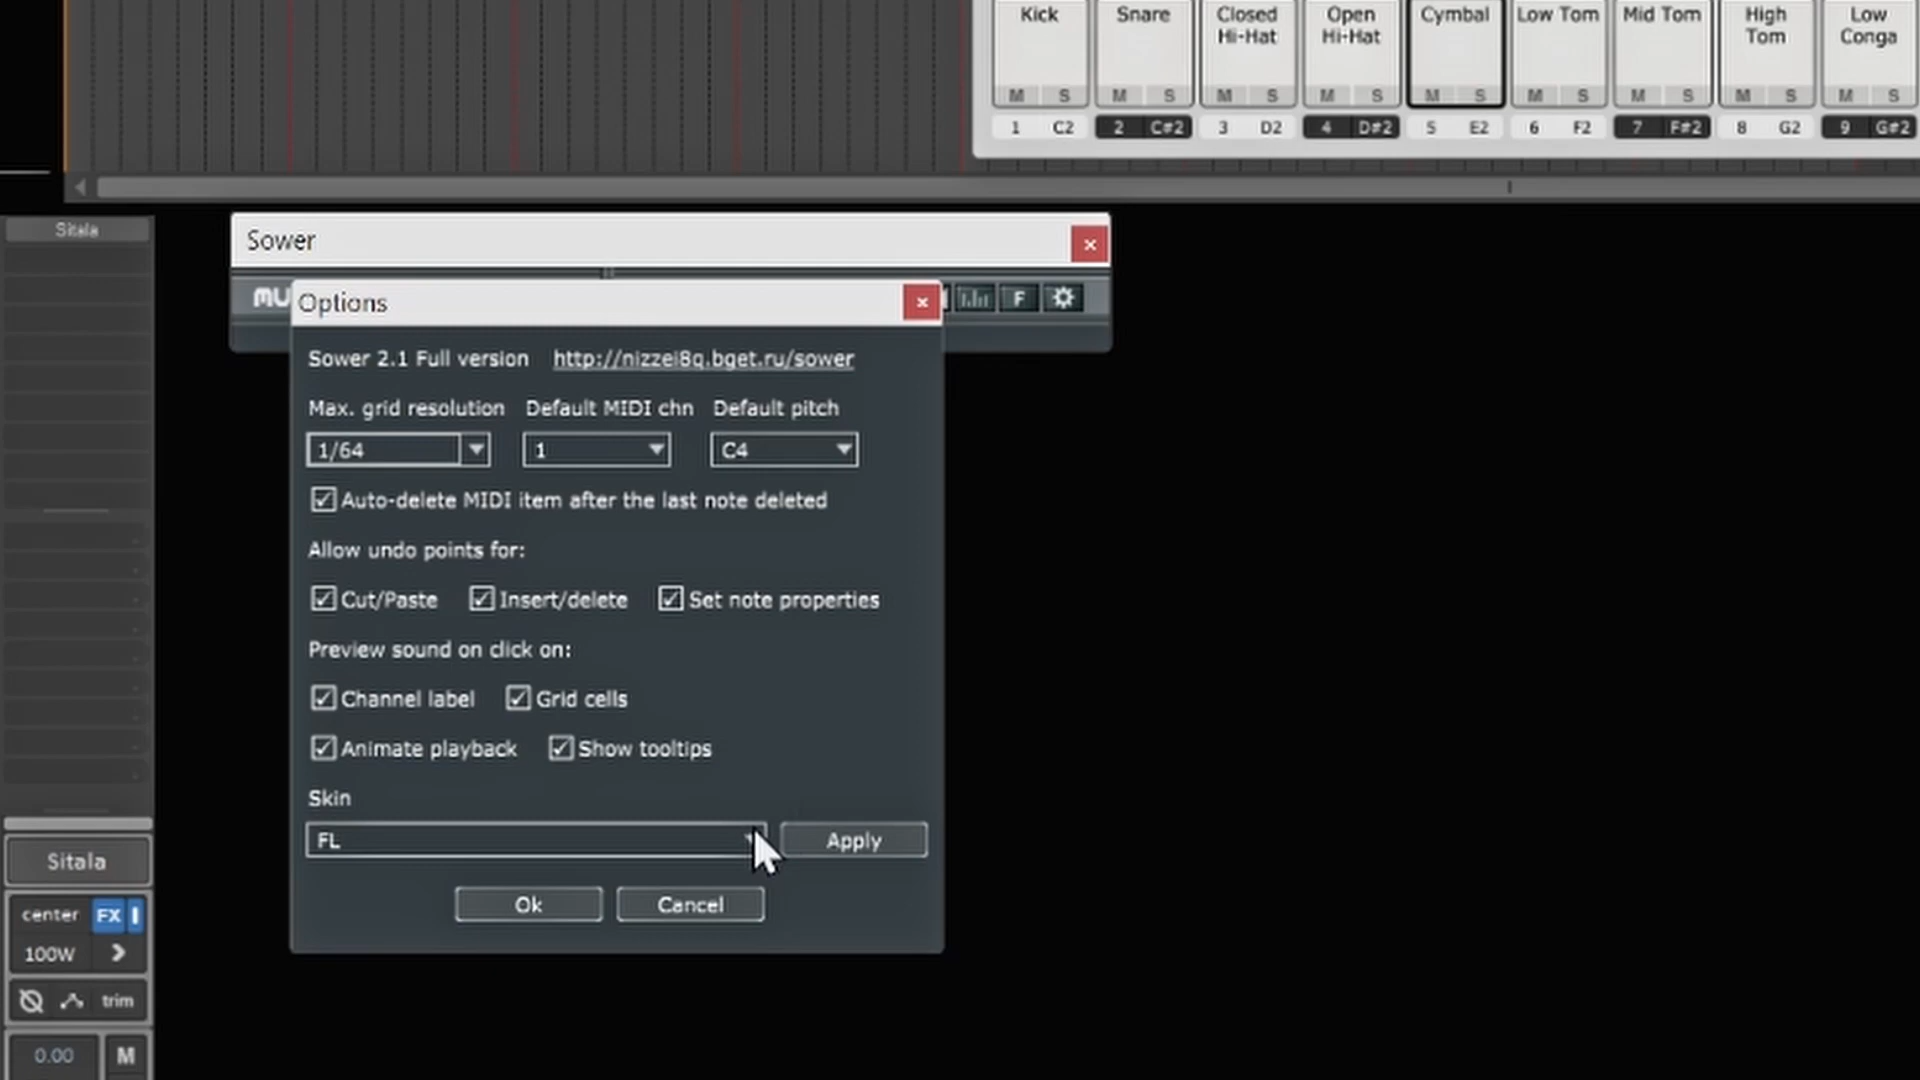 Kick Snare Closed Hi-Hat Open Hi-Hat Cymbal Low Tom Mid Tom High Tom Low Conga
M S M S M S M S M S M S M S M S M S
1 C2 2 C#2 3 D2 4 D#2 5 E2 6 F2 7 F#2 8 G2 9 G#2
Sitala
Sower
MU
F
Options
Sower 2.1 Full version http://nizzei8q.bget.ru/sower
Max. grid resolution Default MIDI chn Default pitch
1/64 1 C4
Auto-delete MIDI item after the last note deleted
Allow undo points for:
Cut/Paste Insert/delete Set note properties
Preview sound on click on:
Channel label Grid cells
Animate playback Show tooltips
Skin
FL Apply
Ok Cancel
Sitala
center FX
100W
trim
0.00 M